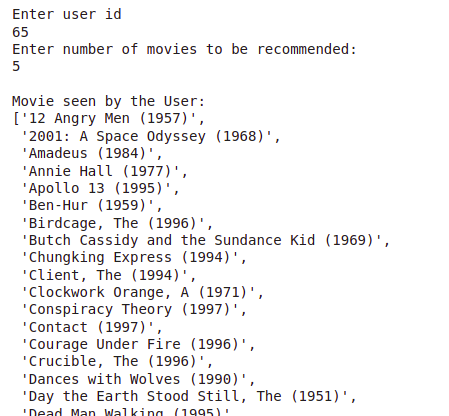 Enter user id
65
Enter number of movies to be recommended:
5
Movie seen by the User:
['12 Angry Men (1957)',
'2001: A Space Odyssey (1968)',
'Amadeus (1984)',
'Annie Hall (1977)',
'Apollo 13 (1995)',
'Ben-Hur (1959)',
'Birdcage, The (1996)',
'Butch Cassidy and the Sundance Kid (1969)',
'Chungking Express (1994)',
'Client, The (1994)',
'Clockwork Orange, A (1971)',
'Conspiracy Theory (1997)',
'Contact (1997)',
'Courage Under Fire (1996)',
'Crucible, The (1996)',
'Dances with Wolves (1990)',
'Day the Earth Stood Still, The (1951)',
'Dead Man Walking (1995)'